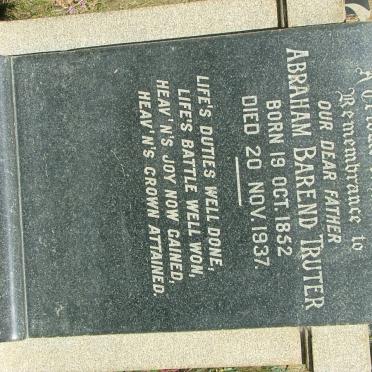 Remembrance to
OUR DEAR FATHER
ABRAHAM BAREND TRUTER
BORN 19 OCT. 1852
DIED 20 NOV. 1937.
LIFE'S DUTIES WELL DONE,
LIFE'S BATTLE WELL WON,
HEAV'N'S JOY NOW GAINED,
HEAV'N'S CROWN ATTAINED.